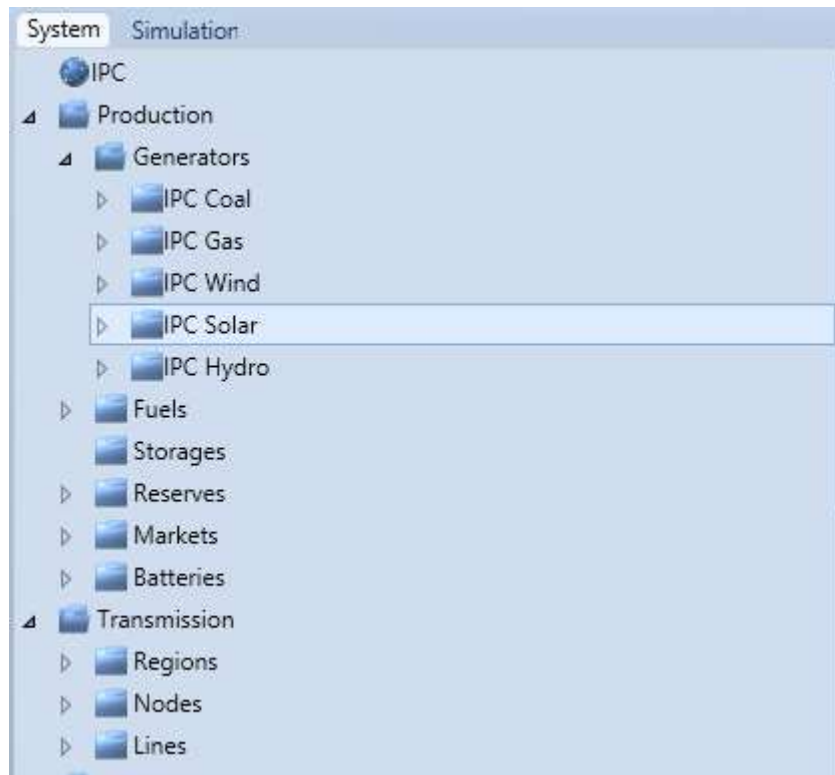 System Simulation
IPC
Production
Generators
IPC Coal
IPC Gas
IPC Wind
IPC Solar
IPC Hydro
Fuels
Storages
Reserves
Markets
Batteries
Transmission
Regions
Nodes
Lines